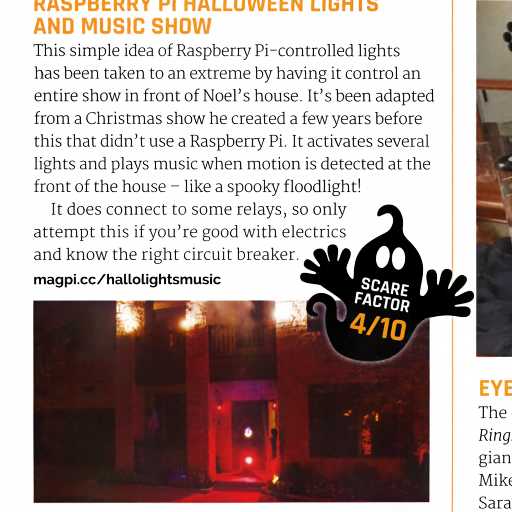 RASPBERRY PI HALLOWEEN LIGHTS
AND MUSIC SHOW
This simple idea of Raspberry Pi-controlled lights
has been taken to an extreme by having it control an
entire show in front of Noel’s house. It’s been adapted
from a Christmas show he created a few years before
this that didn’t use a Raspberry Pi. It activates several
lights and plays music when motion is detected at the
front of the house – like a spooky floodlight!
It does connect to some relays, so only
attempt this if you’re good with electrics
and know the right circuit breaker.
magpi.cc/hallolightsmusic
SCARE
FACTOR
4/10
EYE
The
Ring
gian
Mike
Sara